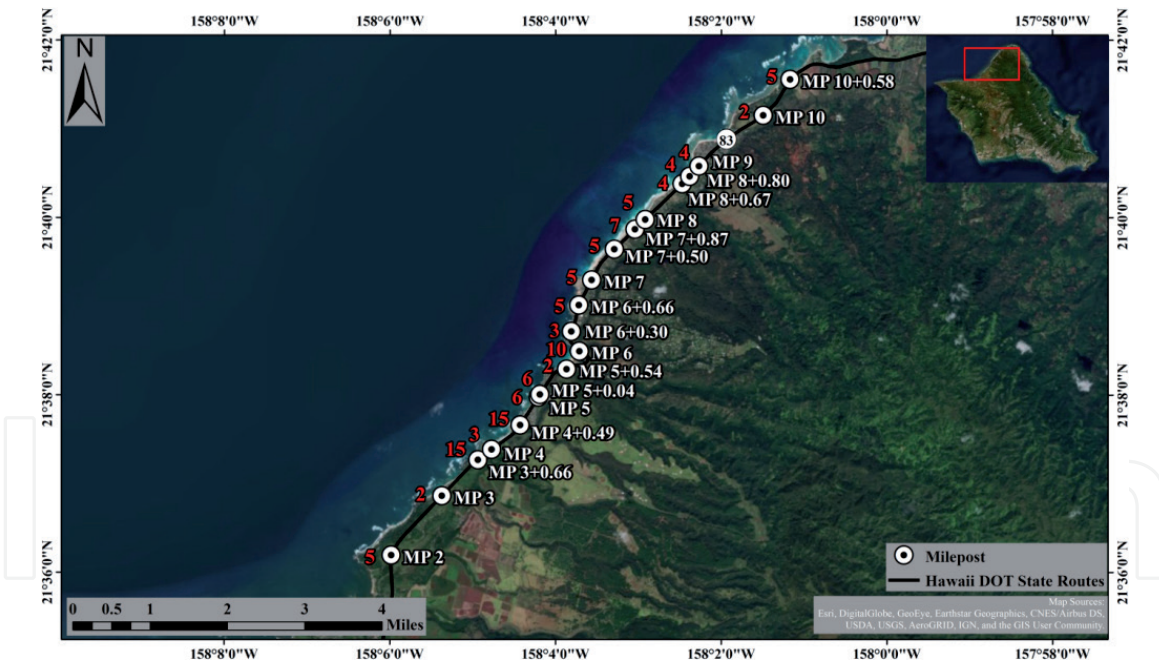 158°8'0"W 158°6'0"W 158°4'0"W 158°2'0"W 158°0'0"W 157°58'0"W
21°42'0"N 21°42'0"N
N
5 MP 10+0.58
2 MP 10
83
4 MP 9
4 MP 8+0.80
4 MP 8+0.67
21°40'0"N 21°40'0"N
5 MP 8
7 MP 7+0.87
5 MP 7+0.50
5 MP 7
5 MP 6+0.66
3 MP 6+0.30
10 MP 6
2 MP 5+0.54
21°38'0"N 21°38'0"N
6 MP 5+0.04
6 MP 5
15 MP 4+0.49
3 MP 4
15 MP 3+0.66
2 MP 3
5 MP 2
21°36'0"N 21°36'0"N
Milepost
Hawaii DOT State Routes
0 0.5 1 2 3 4
Miles
Map Sources:
Esri, DigitalGlobe, GeoEye, Earthstar Geographics, CNES/Airbus DS,
USDA, USGS, AeroGRID, IGN, and the GIS User Community.
158°8'0"W 158°6'0"W 158°4'0"W 158°2'0"W 158°0'0"W 157°58'0"W